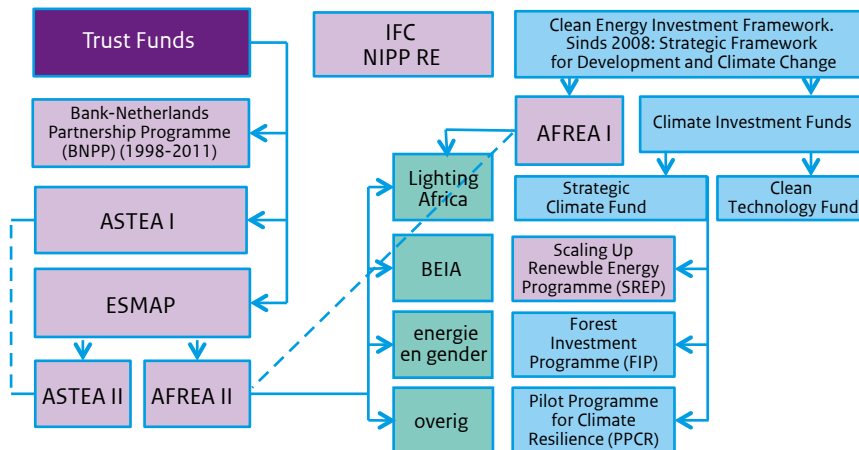 Trust Funds
IFC
NIPP RE
Clean Energy Investment Framework.
Sinds 2008: Strategic Framework
for Development and Climate Change
Bank-Netherlands
Partnership Programme
(BNPP) (1998-2011)
AFREA I
Climate Investment Funds
Lighting
Africa
Strategic
Climate Fund
Clean
Technology Fund
ASTEA I
BEIA
Scaling Up
Renewble Energy
Programme (SREP)
ESMAP
energie
en gender
Forest
Investment
Programme (FIP)
ASTEA II
AFREA II
overig
Pilot Programme
for Climate
Resilience (PPCR)